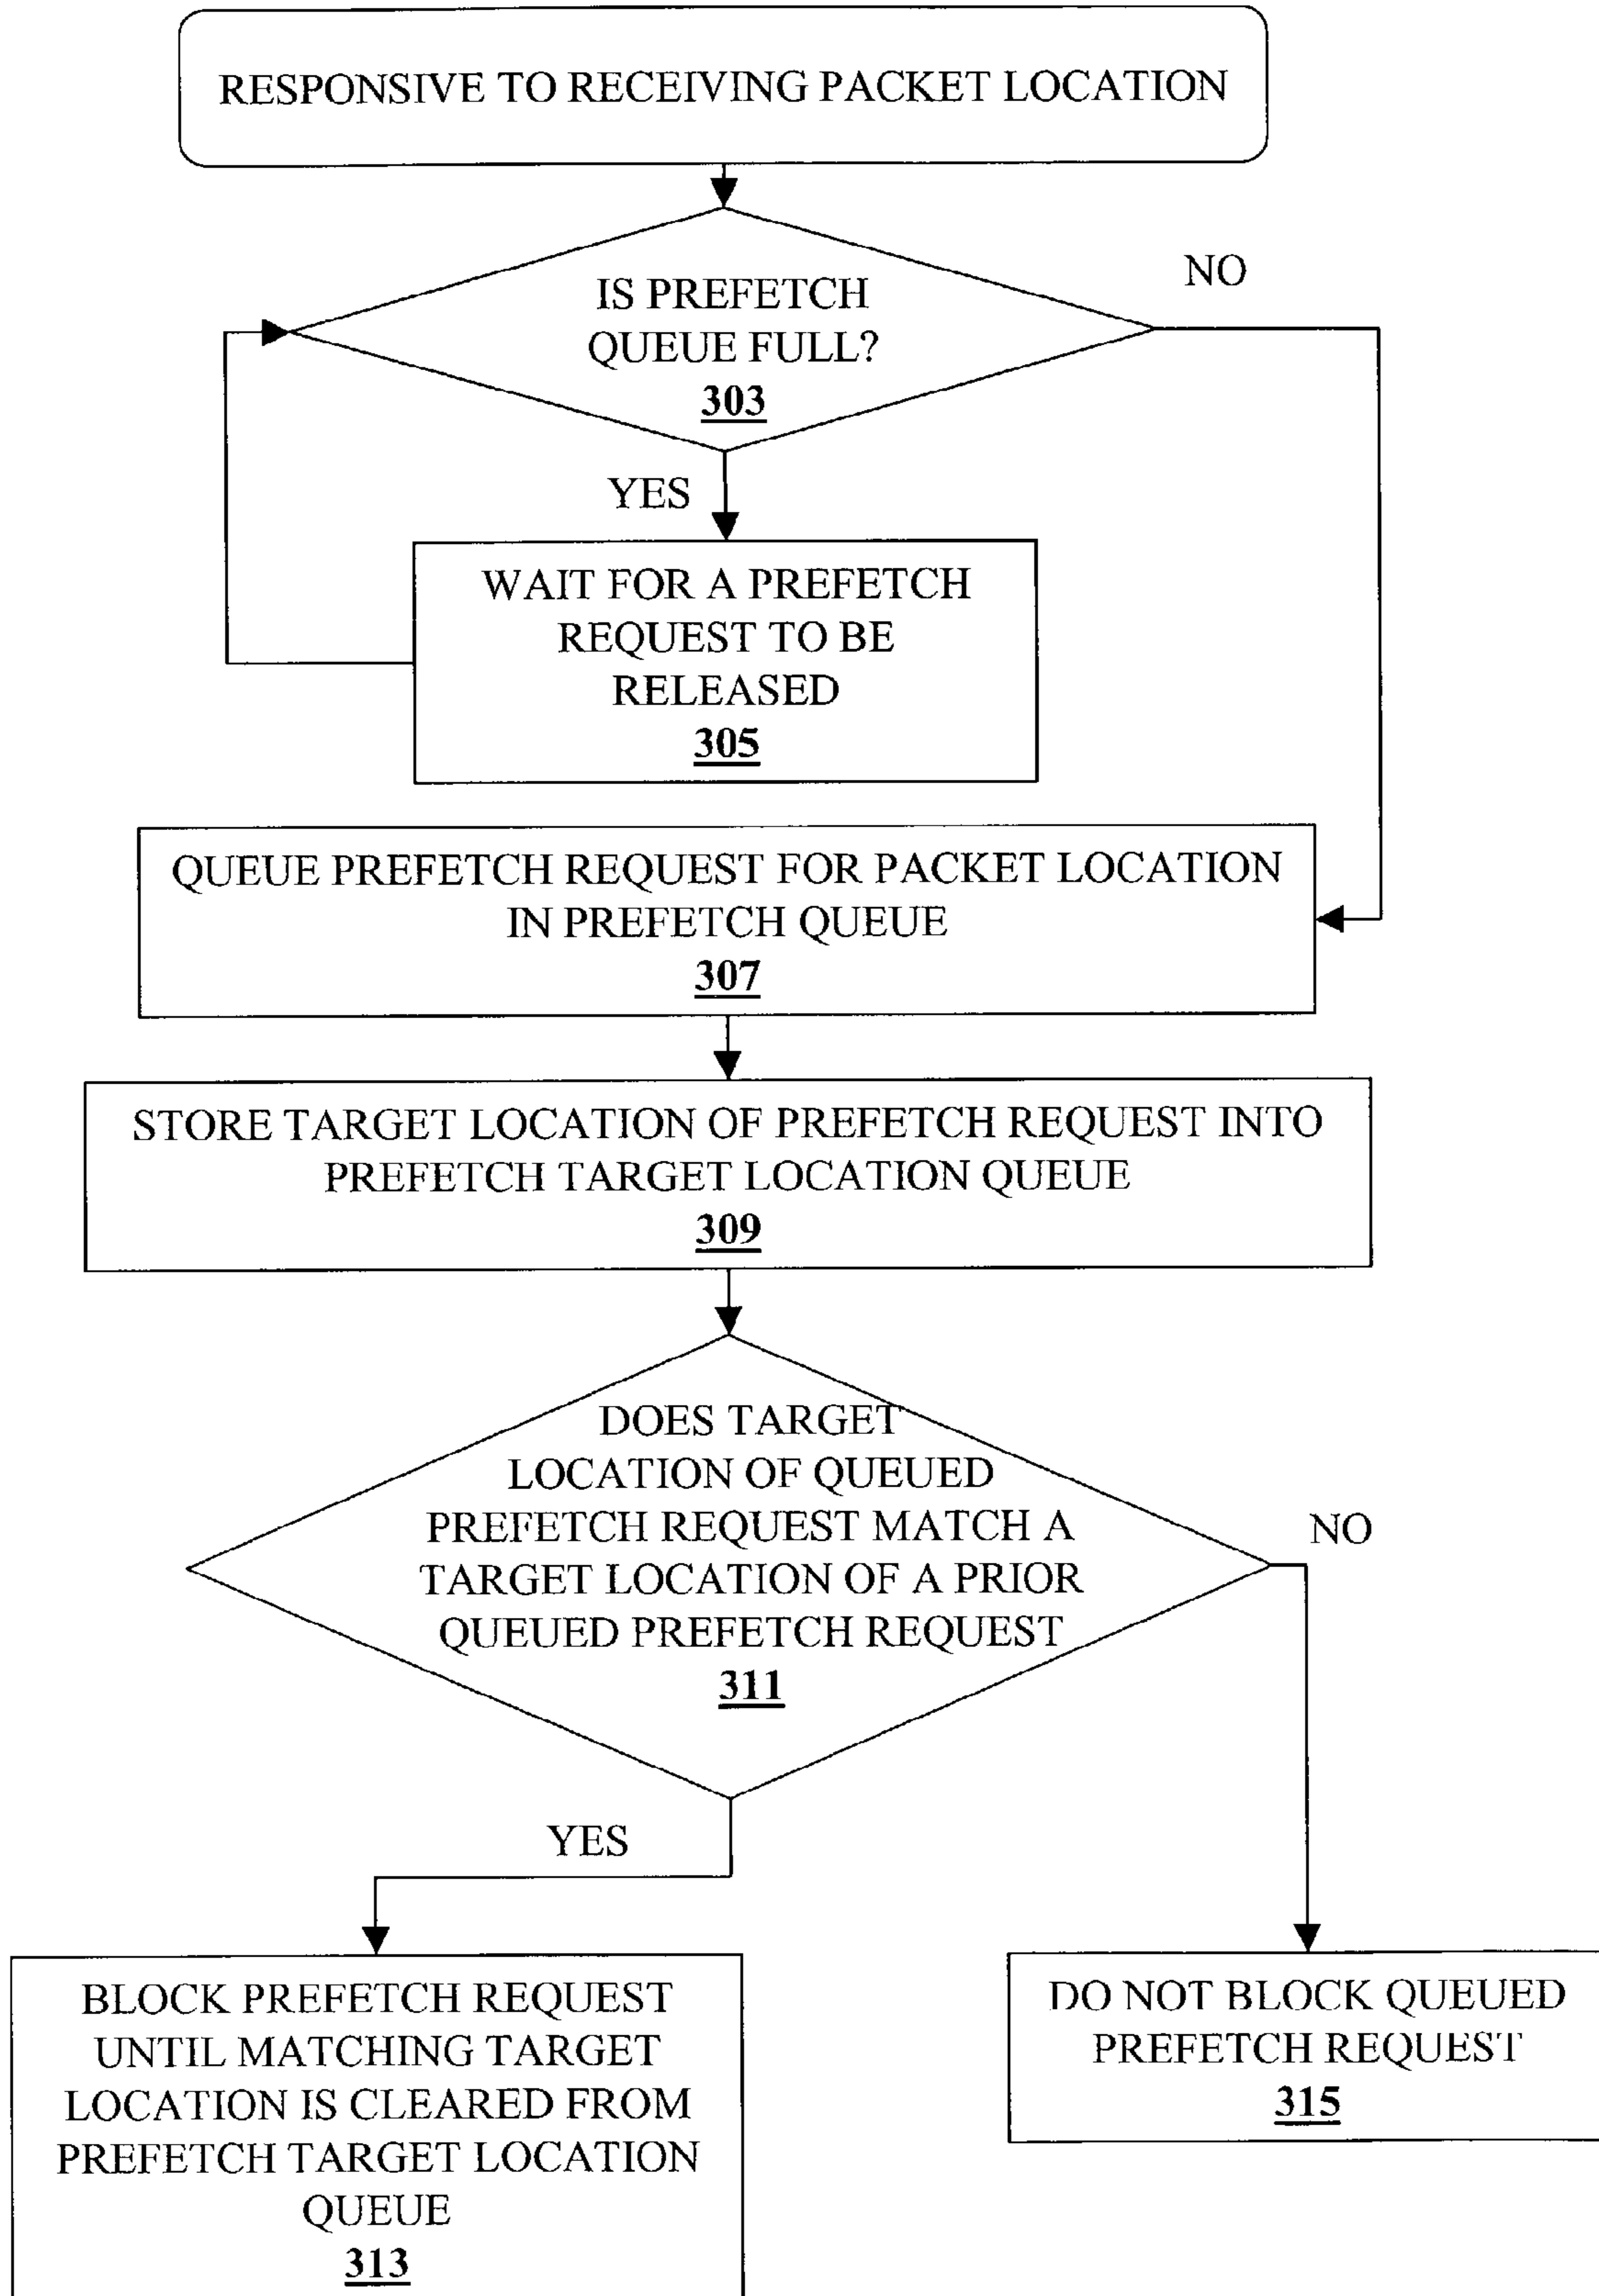 RESPONSIVE TO RECEIVING PACKET LOCATION
IS PREFETCH
QUEUE FULL?
303
NO
YES
WAIT FOR A PREFETCH
REQUEST TO BE
RELEASED
305
QUEUE PREFETCH REQUEST FOR PACKET LOCATION
IN PREFETCH QUEUE
307
STORE TARGET LOCATION OF PREFETCH REQUEST INTO
PREFETCH TARGET LOCATION QUEUE
309
DOES TARGET
LOCATION OF QUEUED
PREFETCH REQUEST MATCH A
TARGET LOCATION OF A PRIOR
QUEUED PREFETCH REQUEST
311
NO
YES
BLOCK PREFETCH REQUEST
UNTIL MATCHING TARGET
LOCATION IS CLEARED FROM
PREFETCH TARGET LOCATION
QUEUE
313
DO NOT BLOCK QUEUED
PREFETCH REQUEST
315